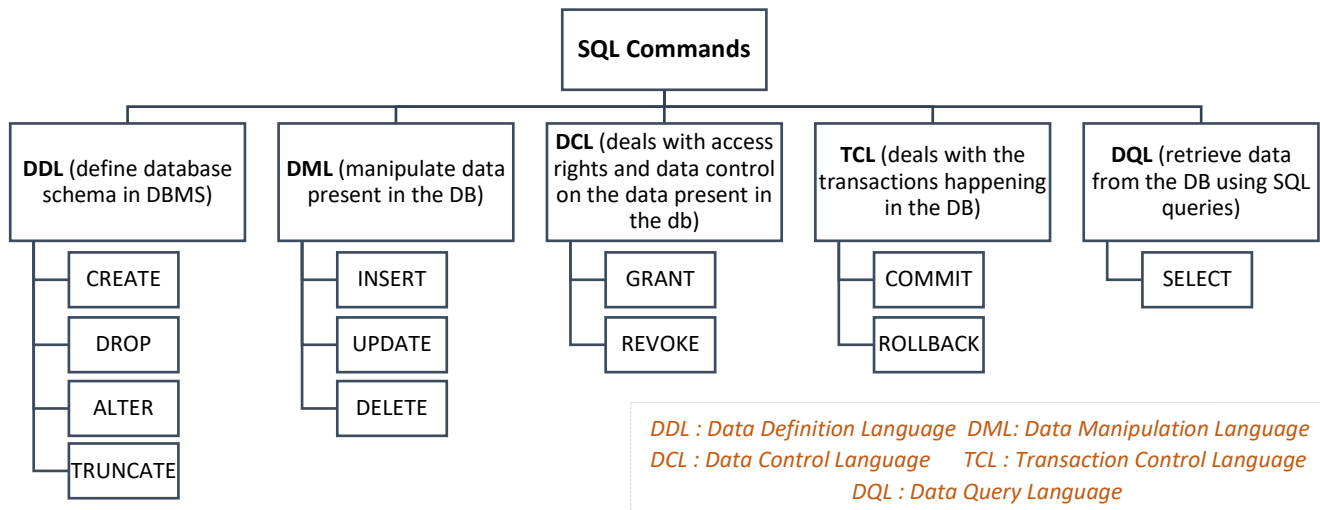 SQL Commands
DDL (define database
schema in DBMS)
CREATE
DROP
ALTER
TRUNCATE
DML (manipulate data
present in the DB)
INSERT
UPDATE
DELETE
DCL (deals with access
rights and data control
on the data present in
the db)
GRANT
REVOKE
TCL (deals with the
transactions happening
in the DB)
COMMIT
ROLLBACK
DQL (retrieve data
from the DB using SQL
queries)
SELECT
DDL : Data Definition Language DML: Data Manipulation Language
DCL : Data Control Language TCL : Transaction Control Language
DQL : Data Query Language